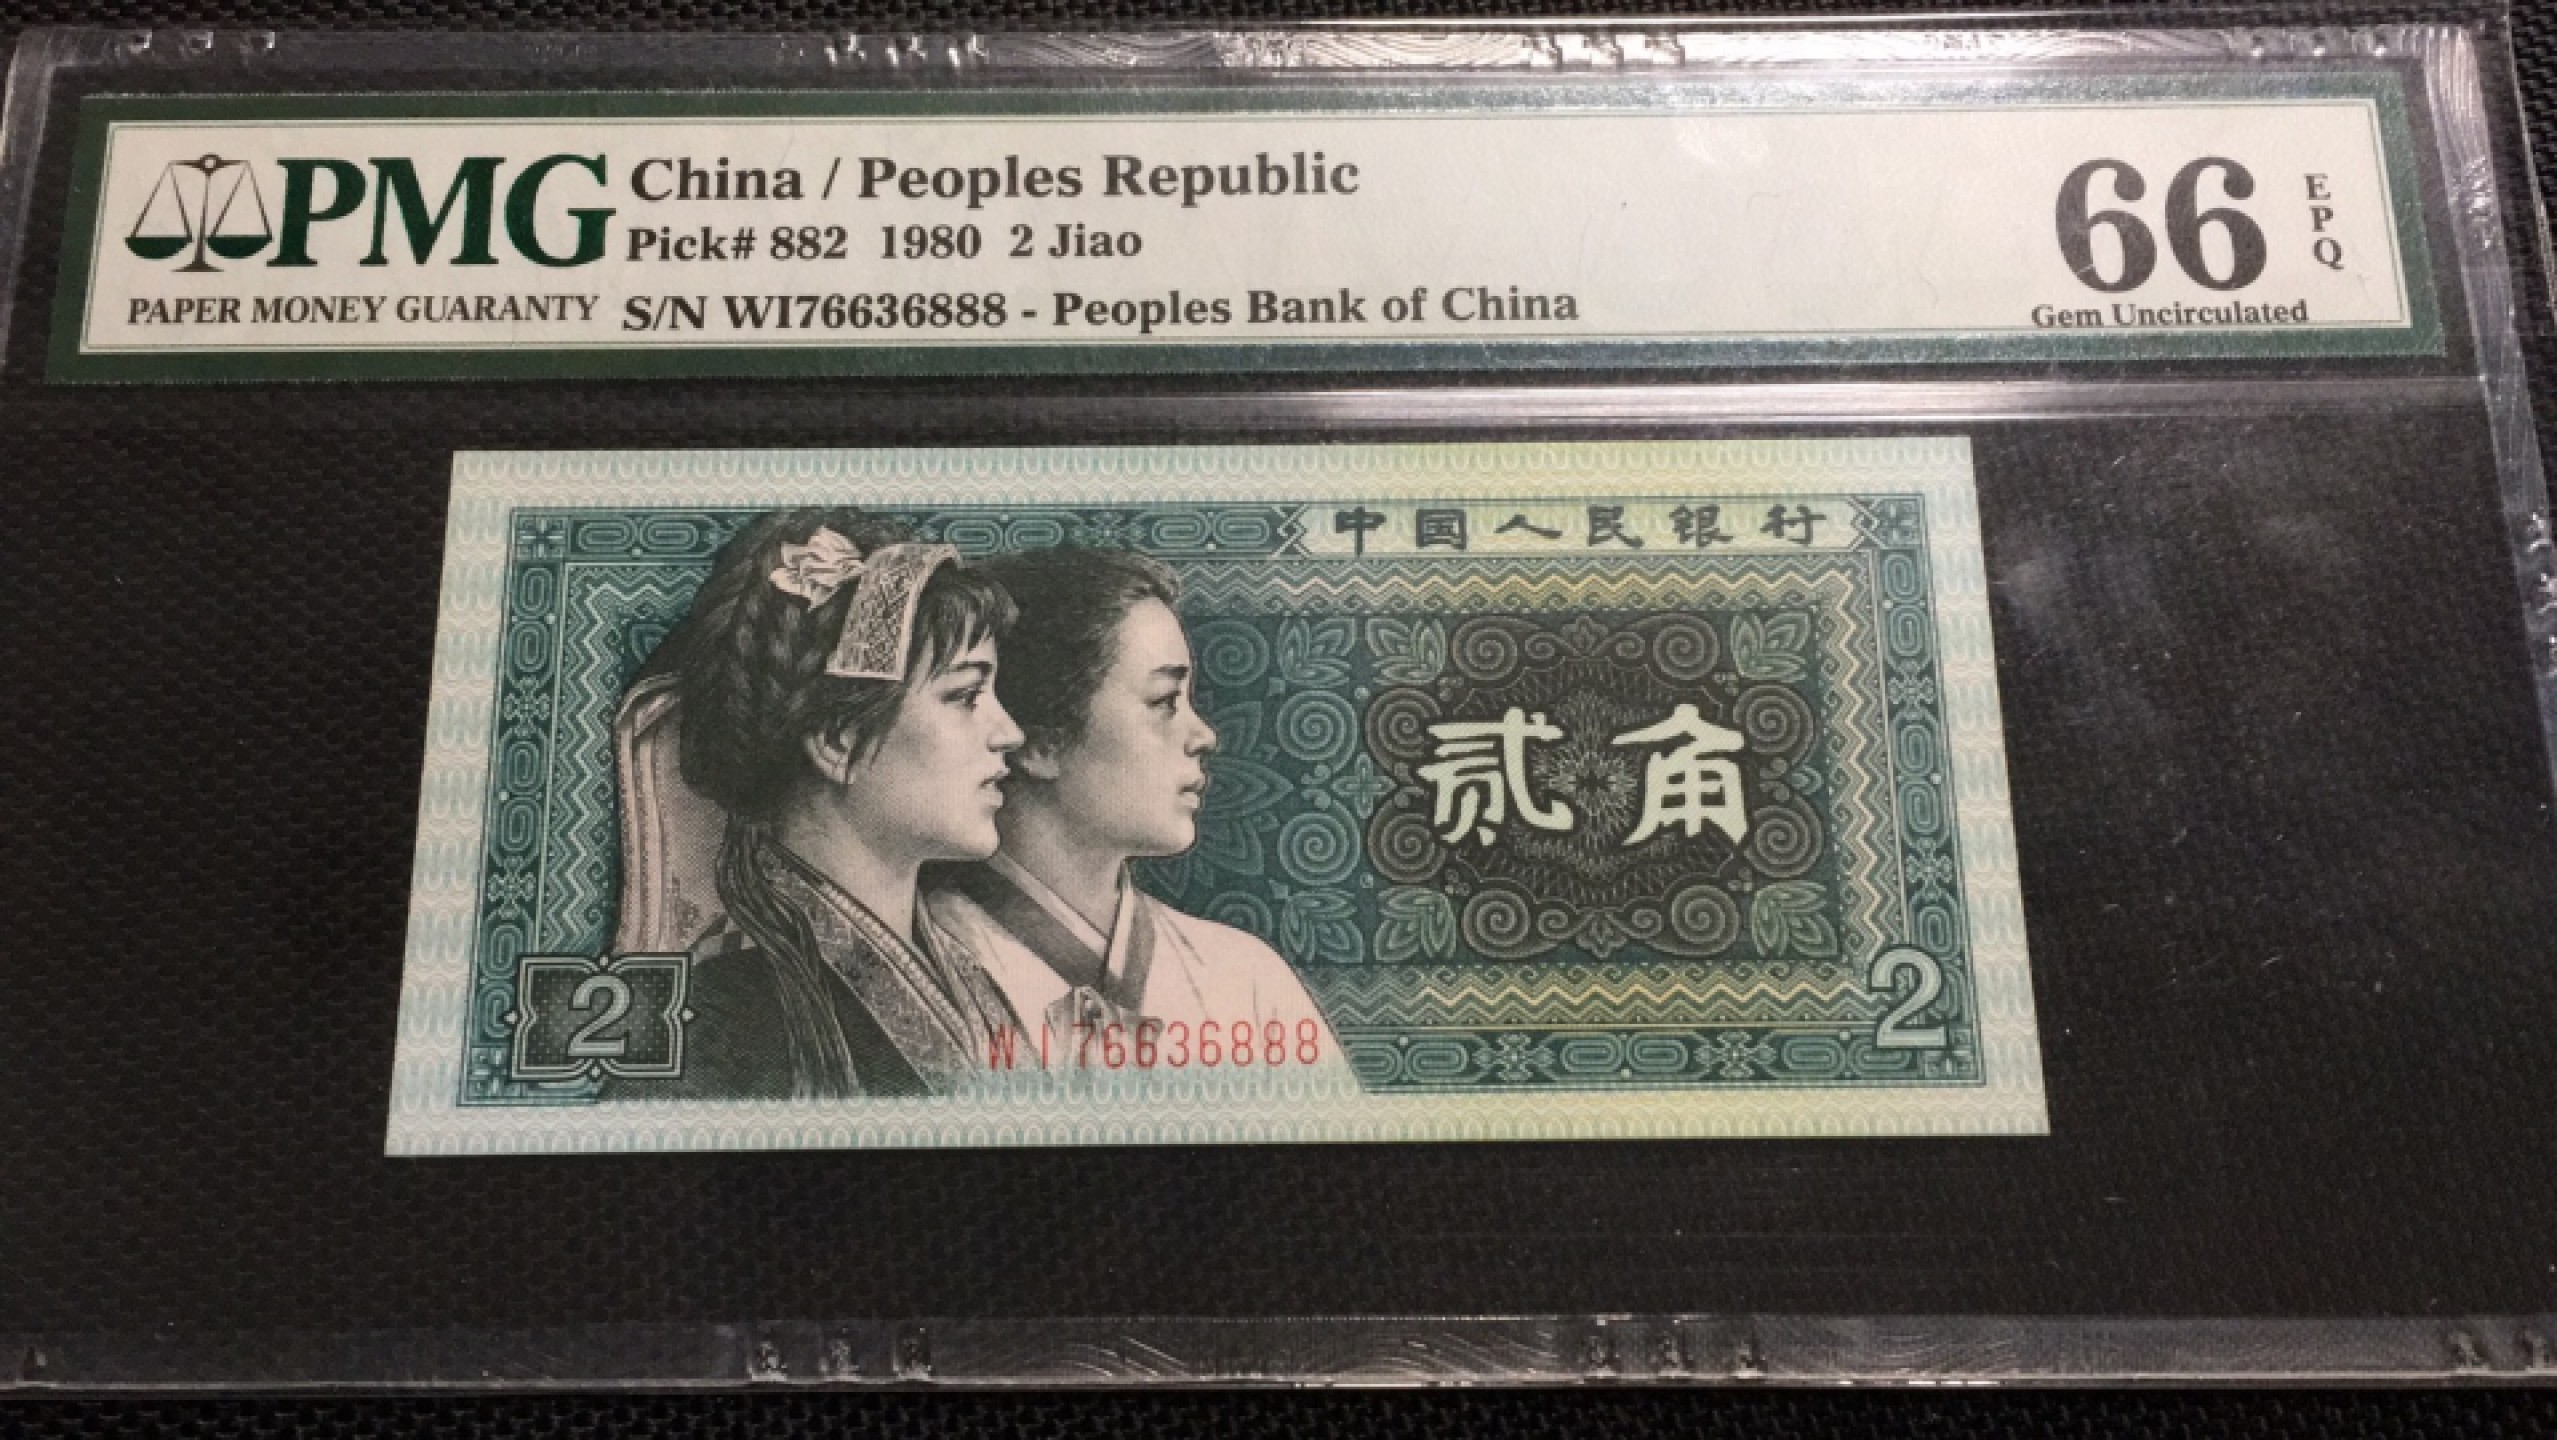 PMG
PAPER MONEY GUARANTY
China / Peoples Republic
Pick# 882 1980 2 Jiao
S/N WI76636888 - Peoples Bank of China
66 EPQ
Gem Uncirculated
中国人民银行
贰角
2
2
WI76636888